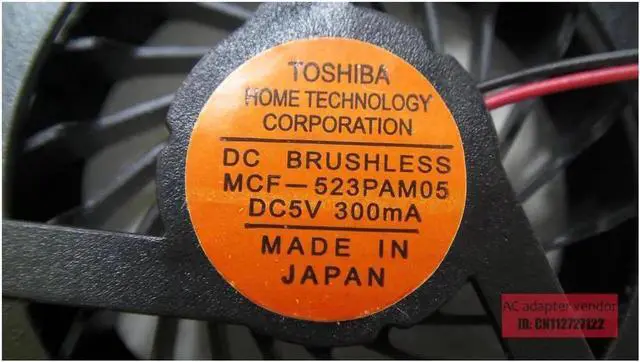 TOSHIBA
HOME TECHNOLOGY
CORPORATION
DC BRUSHLESS
MCF-523PAM05
DC5V 300mA
MADE IN
JAPAN
AC adapter vendor
ID: CN112727122